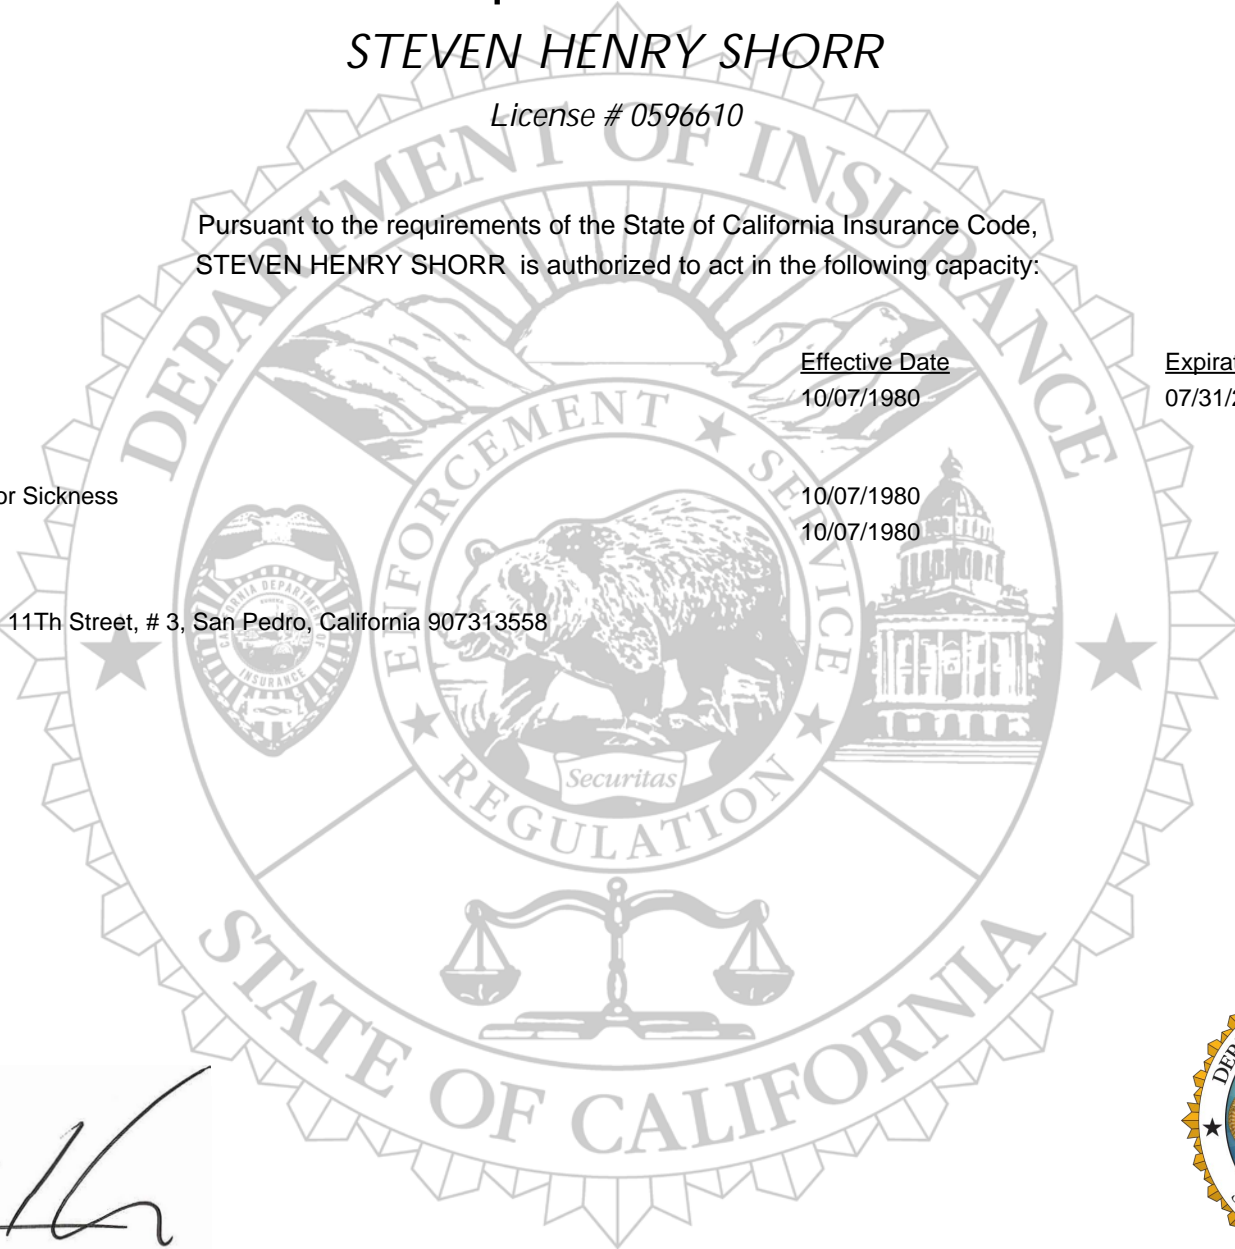 STEVEN HENRY SHORR
License # 0596610
Pursuant to the requirements of the State of California Insurance Code,
STEVEN HENRY SHORR is authorized to act in the following capacity:
Effective Date
10/07/1980 07/31/
or Sickness 10/07/1980
10/07/1980
11Th Street, # 3, San Pedro, California 907313558
DEPARTMENT OF INSURANCE
STATE OF CALIFORNIA
ENFORCEMENT ★ SERVICE ★ REGULATION ★
Securitas
INSURANCE